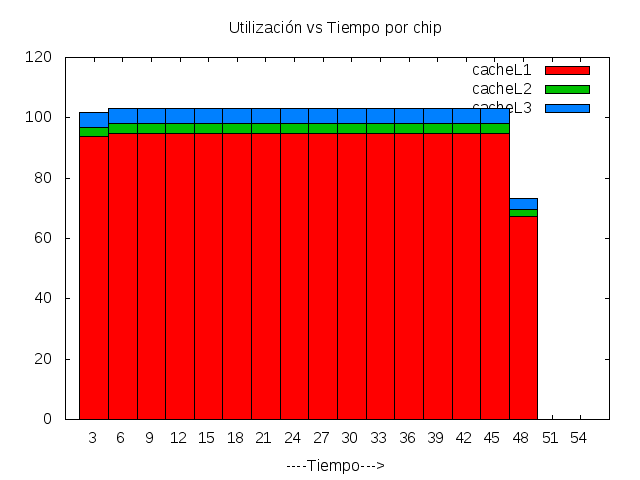 Utilización vs Tiempo por chip
120
100
80
60
40
20
0
cacheL1
cacheL2
cacheL3
3 6 9 12 15 18 21 24 27 30 33 36 39 42 45 48 51 54
----Tiempo--->